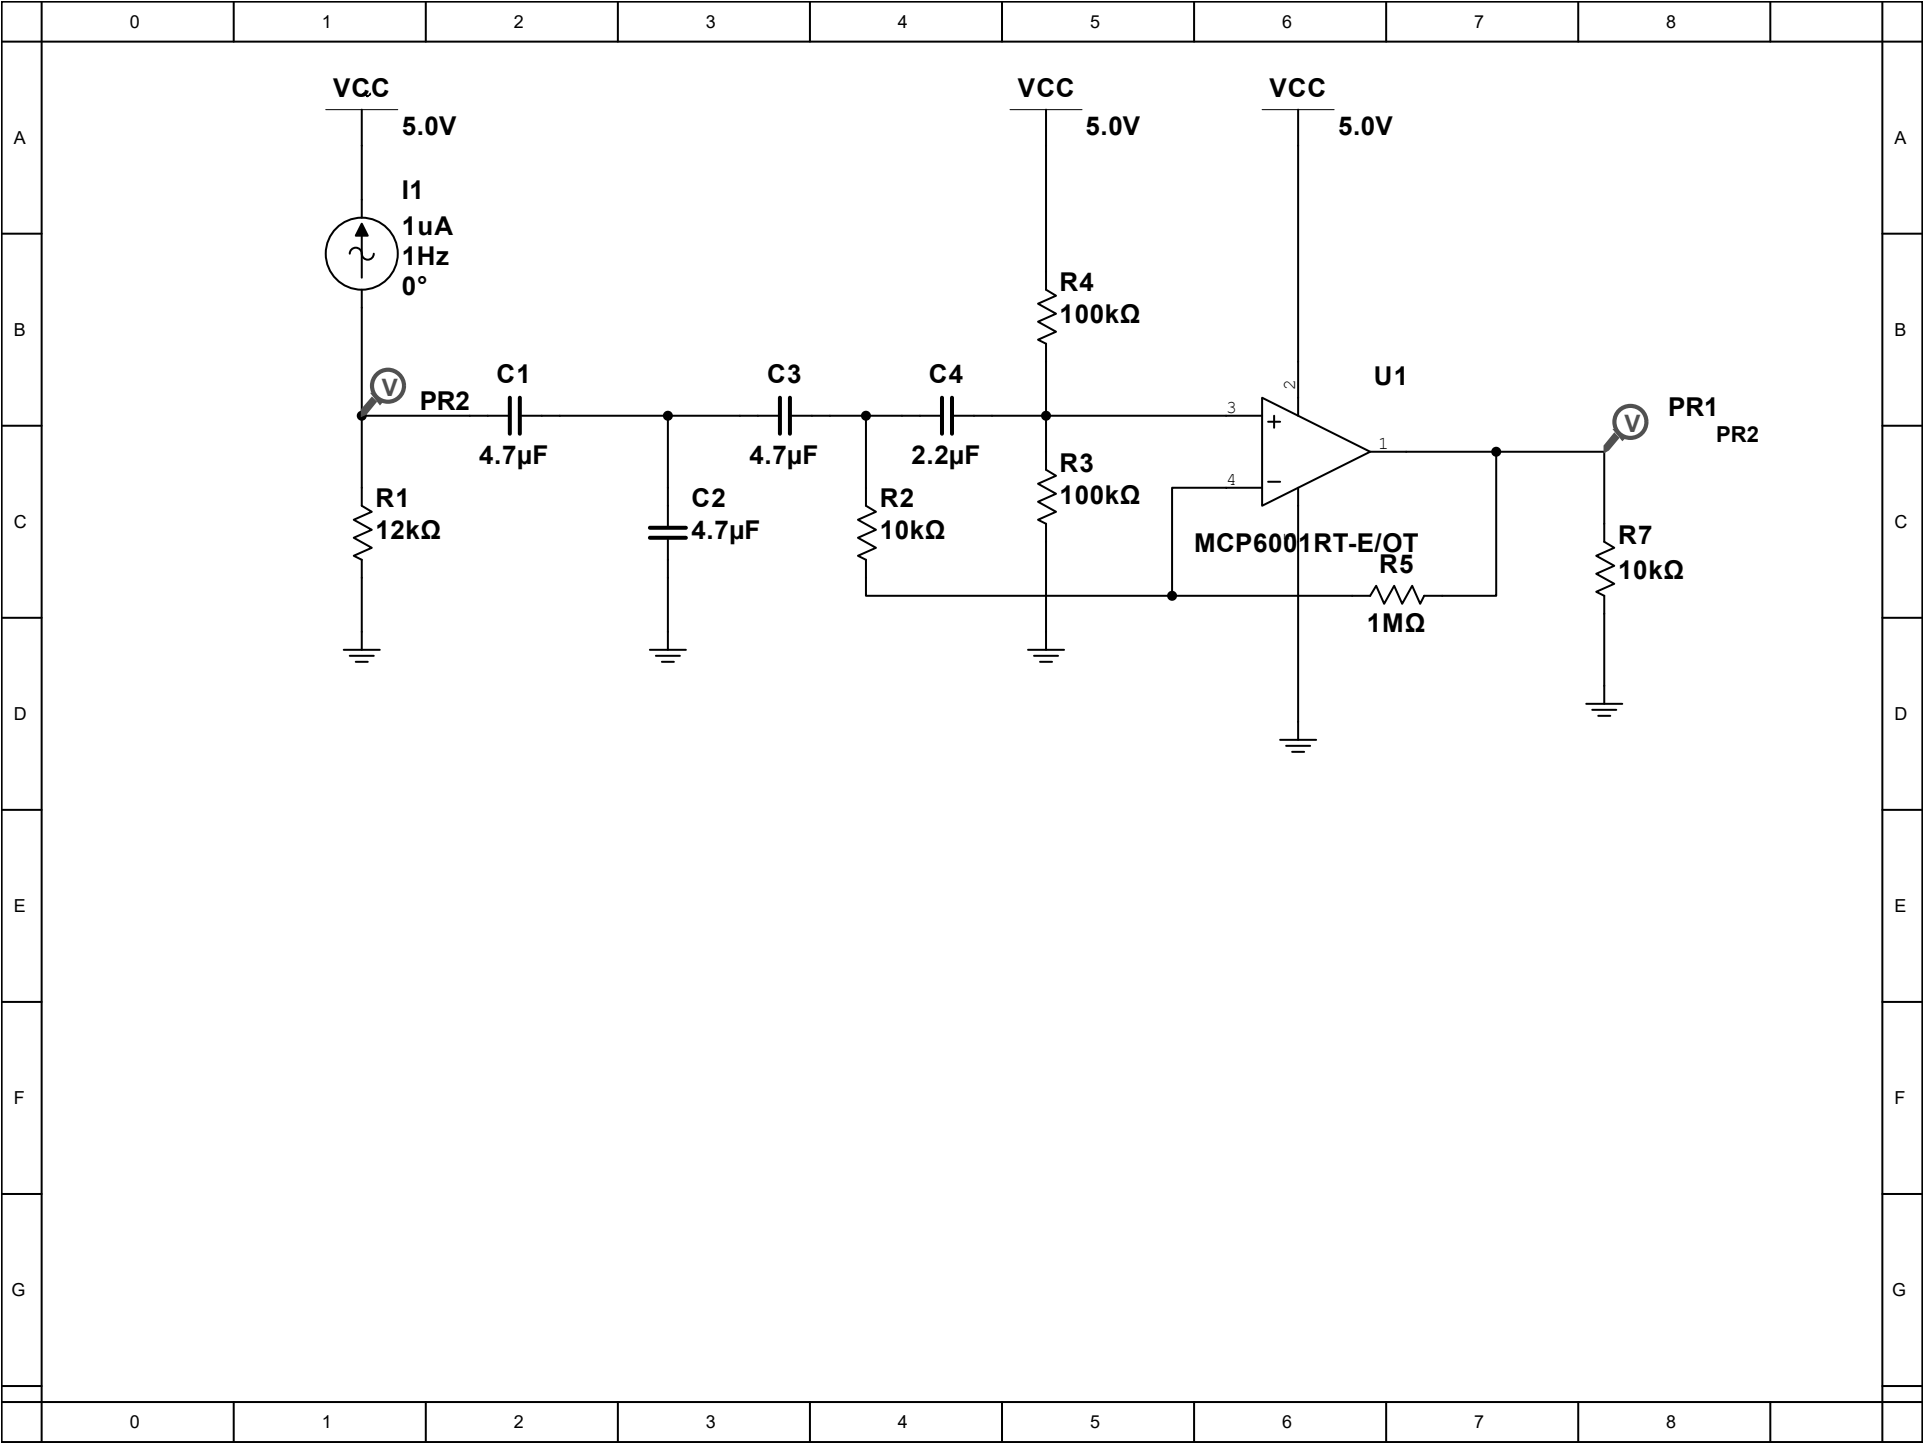 0 1 2 3 4 5 6 7 8
VCC VCC VCC
5.0V 5.0V 5.0V
A A
I1
1uA
1Hz
0°
R4
100kΩ
B B
C1 C3 C4 U1
PR2
2
3
PR1
PR2
4.7µF 4.7µF 2.2µF
1
R3
100kΩ
4
R1
12kΩ
C2
4.7µF
R2
10kΩ
C C
MCP6001RT-E/OT
R5
1MΩ
R7
10kΩ
D D
E E
F F
G G
0 1 2 3 4 5 6 7 8